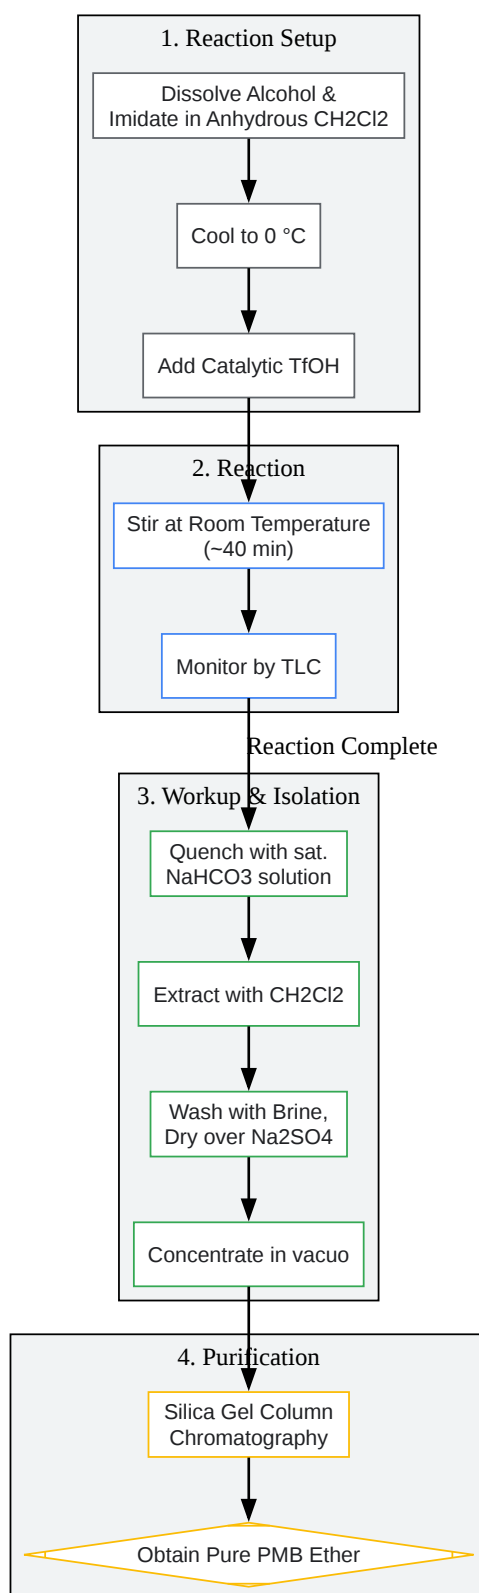 1. Reaction Setup
Dissolve Alcohol &
Imidate in Anhydrous CH2Cl2
Cool to 0 °C
Add Catalytic TfOH
2. Reaction
Stir at Room Temperature
(~40 min)
Monitor by TLC
Reaction Complete
3. Workup & Isolation
Quench with sat.
NaHCO3 solution
Extract with CH2Cl2
Wash with Brine,
Dry over Na2SO4
Concentrate in vacuo
4. Purification
Silica Gel Column
Chromatography
Obtain Pure PMB Ether